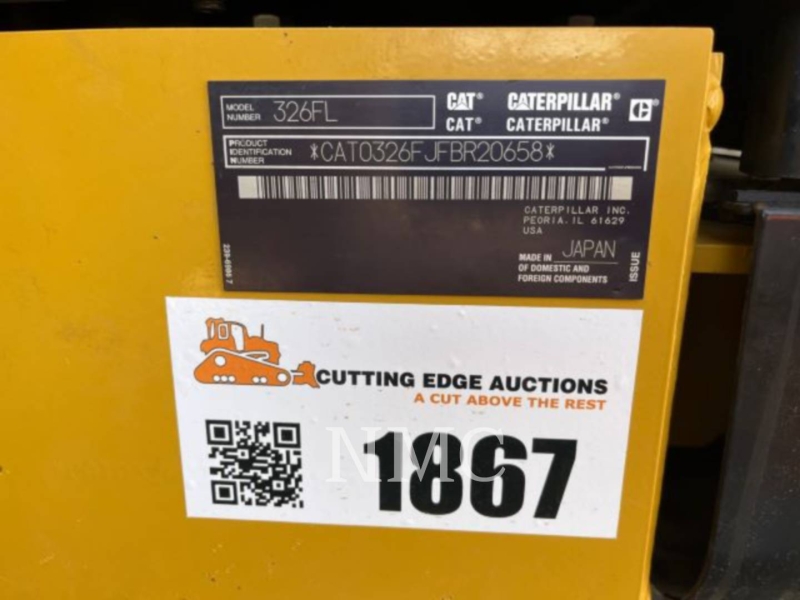 MODEL NUMBER 326FL
CAT® CATERPILLAR®
CAT® CATERPILLAR®
PRODUCT IDENTIFICATION NUMBER *CAT0326FJFBR20658*
CATERPILLAR INC.
PEORIA, IL 61629
USA
MADE IN JAPAN
OF DOMESTIC AND
FOREIGN COMPONENTS
ISSUE
CUTTING EDGE AUCTIONS
A CUT ABOVE THE REST
NMC
1867